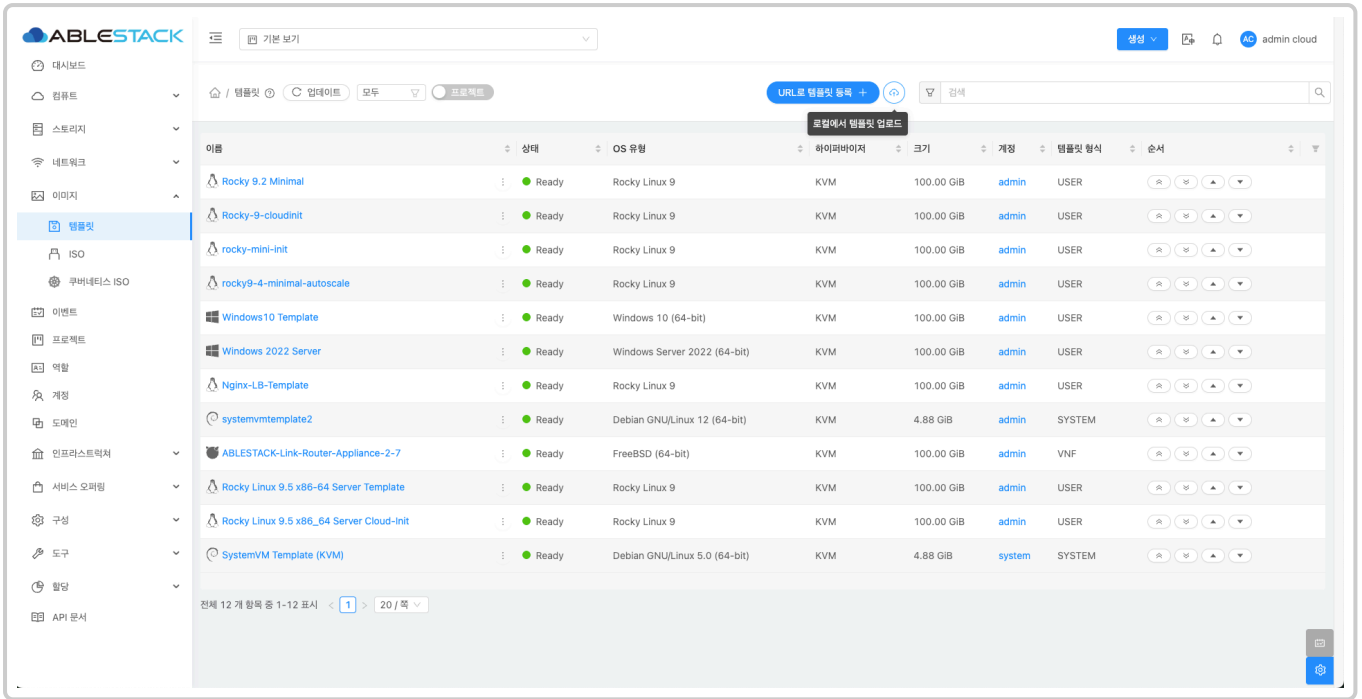 ABLESTACK
기본 보기
생성
AC admin cloud
대시보드
컴퓨트
스토리지
네트워크
이미지
템플릿
ISO
쿠버네티스 ISO
이벤트
프로젝트
역할
계정
도메인
인프라스트럭쳐
서비스 오퍼링
구성
도구
할당
API 문서
/ 템플릿 업데이트 모두 프로젝트
URL로 템플릿 등록 +
검색
로컬에서 템플릿 업로드
이름 상태 OS 유형 하이퍼바이저 크기 계정 템플릿 형식 순서
Rocky 9.2 Minimal Ready Rocky Linux 9 KVM 100.00 GiB admin USER
Rocky-9-cloudinit Ready Rocky Linux 9 KVM 100.00 GiB admin USER
rocky-mini-init Ready Rocky Linux 9 KVM 100.00 GiB admin USER
rocky9-4-minimal-autoscale Ready Rocky Linux 9 KVM 100.00 GiB admin USER
Windows10 Template Ready Windows 10 (64-bit) KVM 100.00 GiB admin USER
Windows 2022 Server Ready Windows Server 2022 (64-bit) KVM 100.00 GiB admin USER
Nginx-LB-Template Ready Rocky Linux 9 KVM 100.00 GiB admin USER
systemvmtemplate2 Ready Debian GNU/Linux 12 (64-bit) KVM 4.88 GiB admin SYSTEM
ABLESTACK-Link-Router-Appliance-2-7 Ready FreeBSD (64-bit) KVM 100.00 GiB admin VNF
Rocky Linux 9.5 x86-64 Server Template Ready Rocky Linux 9 KVM 100.00 GiB admin USER
Rocky Linux 9.5 x86_64 Server Cloud-Init Ready Rocky Linux 9 KVM 100.00 GiB admin USER
SystemVM Template (KVM) Ready Debian GNU/Linux 5.0 (64-bit) KVM 4.88 GiB system SYSTEM
전체 12 개 항목 중 1-12 표시 < 1 > 20 / 쪽